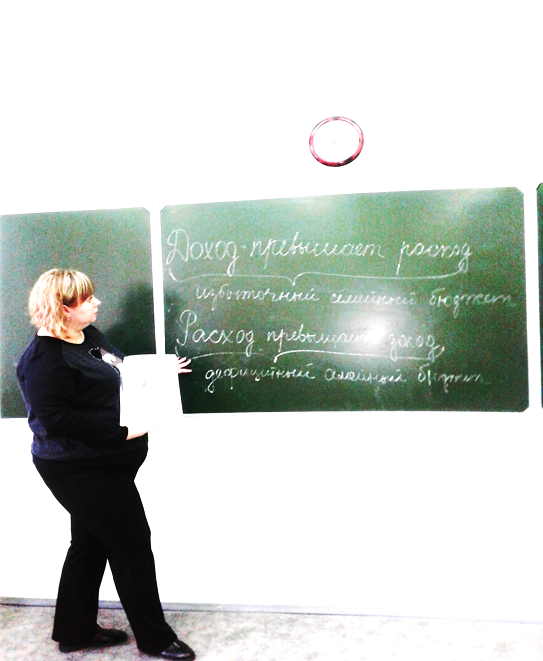 Доход превышает расход
избыточный семейный бюджет
Расход превышает доход
дефицитный семейный бюджет